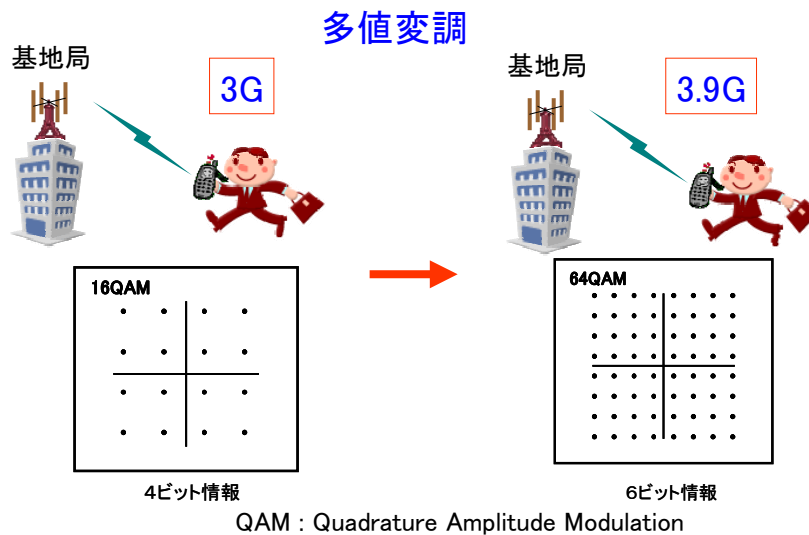 多値変調
基地局
3G
基地局
3.9G
16QAM
64QAM
4ビット情報
6ビット情報
QAM : Quadrature Amplitude Modulation